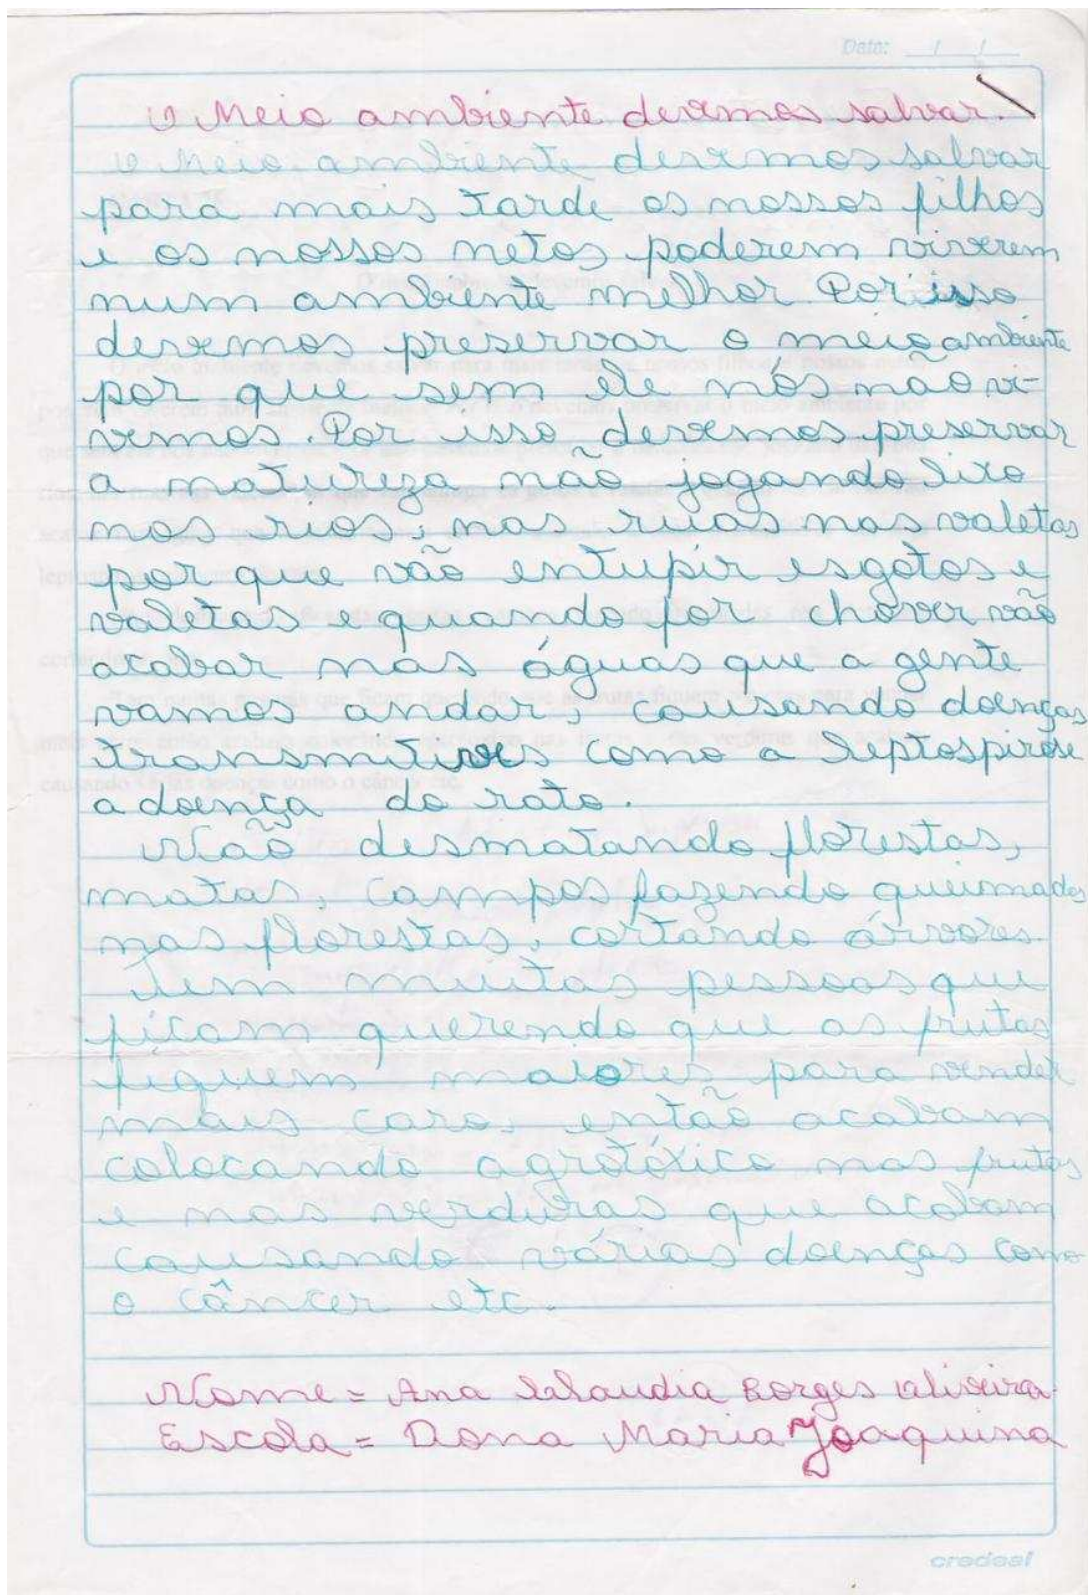 Data: / /
O Meio ambiente devemos salvar.
O Meio ambiente devemos salvar
para mais tarde os nossos filhos
e os nossos netos poderem viverem
num ambiente melhor. Por isso
devemos preservar o meio ambiente
por que sem ele nós não vi-
vemos. Por isso devemos preservar
a natureza não jogando lixo
nos rios, nas ruas nas valetas
por que vão entupir esgotos e
valetas e quando for chover vão
acabar nas águas que a gente
vamos andar, causando doenças
transmitives como a leptospirose
a doença do rato.
Não desmatando florestas,
matas, campos fazendo queimadas
nas florestas, cortando árvores.
Tem muitas pessoas que
ficam querendo que as frutas
fiquem maiores para vender
mais caro, então acabam
colocando agrotóxico nas frutas
e nas verduras que acabam
causando várias doenças como
o câncer etc.
Nome = Ana Claudia Borges Oliveira
Escola = Dona Maria Joaquina
credeal